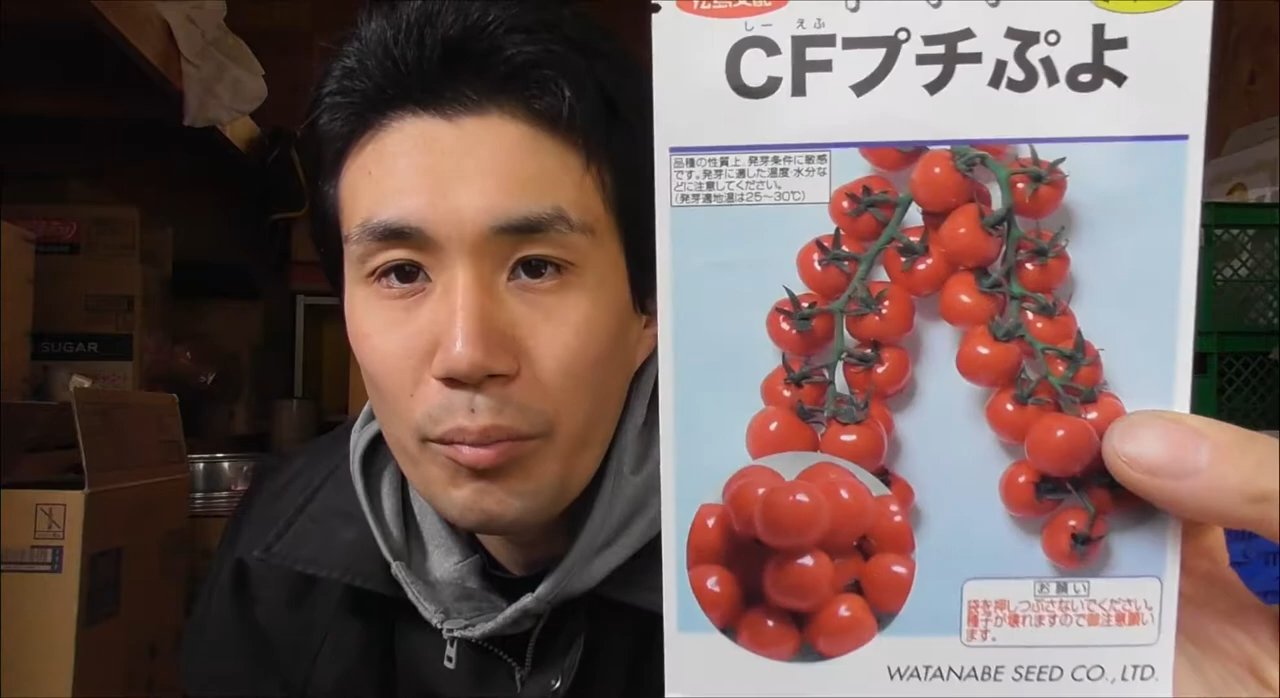 しー えふ
CFプチぷよ
品種の性質上、発芽条件に敏感
です。発芽に適した温度・水分な
どに注意してください。
(発芽適地温は25~30℃)
SUGAR
お願い
袋を押しつぶさないでください。
種子が壊れますので御注意願い
ます。
WATANABE SEED CO., LTD.